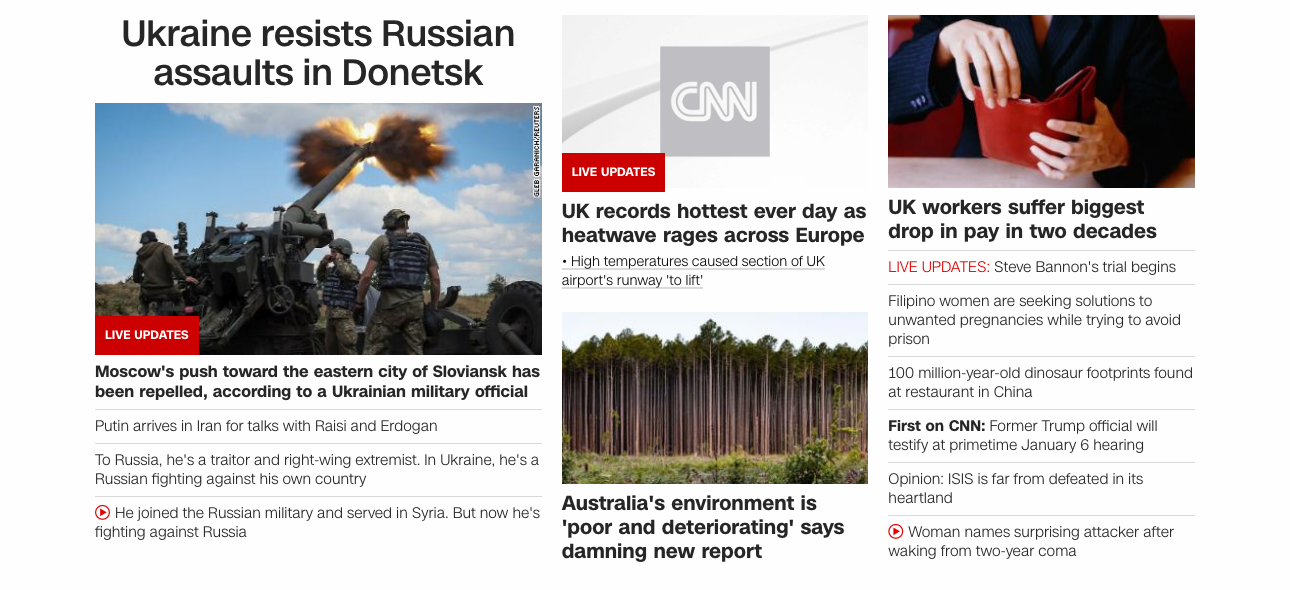 Ukraine resists Russian
assaults in Donetsk
GLEB GARANICH/REUTERS
LIVE UPDATES
Moscow's push toward the eastern city of Sloviansk has
been repelled, according to a Ukrainian military official
Putin arrives in Iran for talks with Raisi and Erdogan
To Russia, he's a traitor and right-wing extremist. In Ukraine, he's a
Russian fighting against his own country
He joined the Russian military and served in Syria. But now he's
fighting against Russia
CNN
LIVE UPDATES
UK records hottest ever day as
heatwave rages across Europe
• High temperatures caused section of UK
airport's runway 'to lift'
Australia's environment is
'poor and deteriorating' says
damning new report
UK workers suffer biggest
drop in pay in two decades
LIVE UPDATES: Steve Bannon's trial begins
Filipino women are seeking solutions to
unwanted pregnancies while trying to avoid
prison
100 million-year-old dinosaur footprints found
at restaurant in China
First on CNN: Former Trump official will
testify at primetime January 6 hearing
Opinion: ISIS is far from defeated in its
heartland
Woman names surprising attacker after
waking from two-year coma